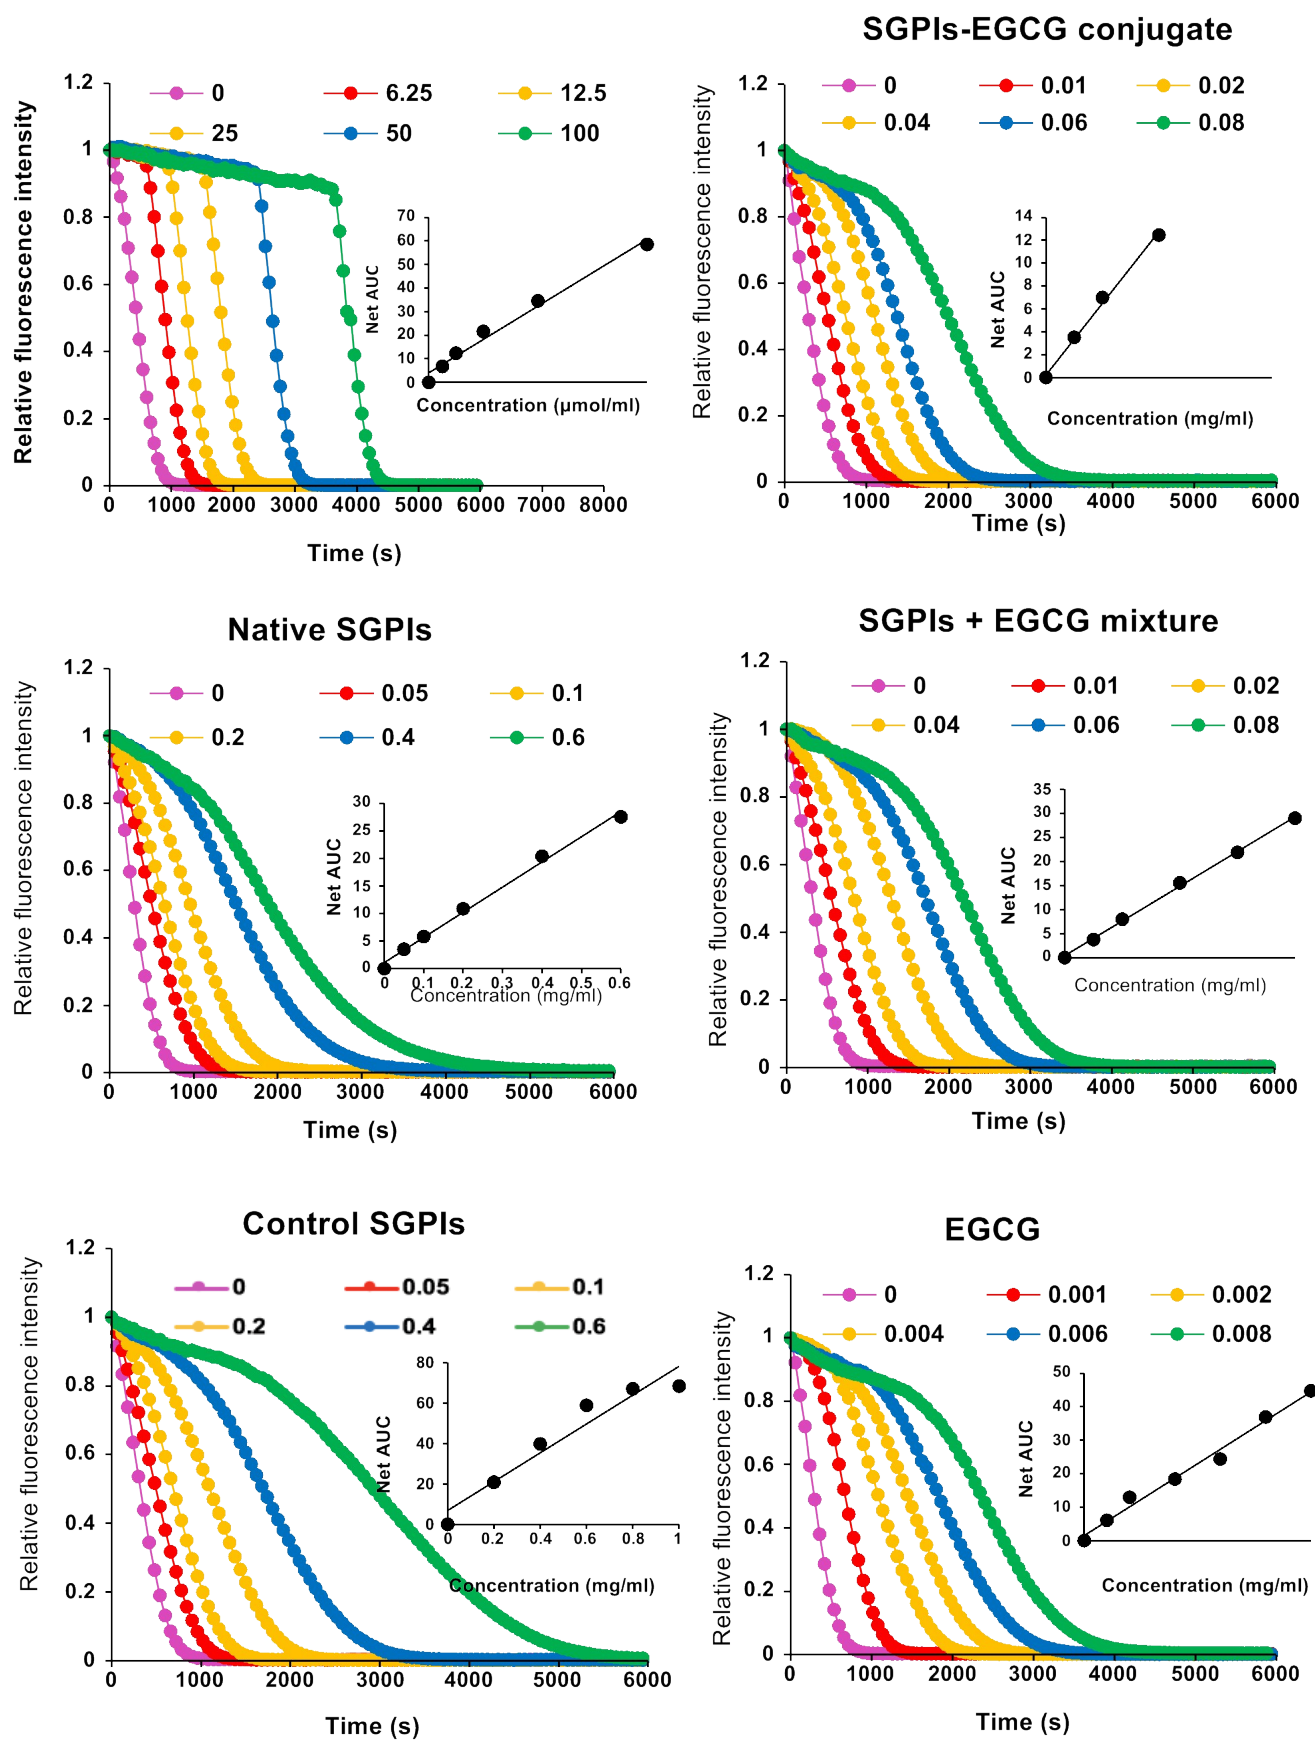 SGPIs-EGCG conjugate
Relative fluorescence intensity
1.2
1
0.8
0.6
0.4
0.2
0
0 6.25 12.5
25 50 100
Net AUC
70
60
50
40
30
20
10
0
Concentration (µmol/ml)
0 1000 2000 3000 4000 5000 7000 8000
Time (s)
Relative fluorescence intensity
1.2
1
0.8
0.6
0.4
0.2
0
0 0.01 0.02
0.04 0.06 0.08
Net AUC
14
12
10
8
6
4
2
0
Concentration (mg/ml)
0 1000 2000 3000 4000 5000 6000
Time (s)
Native SGPIs
Relative fluorescence intensity
1.2
1
0.8
0.6
0.4
0.2
0
0 0.05 0.1
0.2 0.4 0.6
Net AUC
30
25
20
15
10
5
0
0 0.1 0.2 0.3 0.4 0.5 0.6
Concentration (mg/ml)
0 1000 2000 3000 4000 5000 6000
Time (s)
SGPIs + EGCG mixture
Relative fluorescence intensity
1.2
1
0.8
0.6
0.4
0.2
0
0 0.01 0.02
0.04 0.06 0.08
Net AUC
35
30
25
20
15
10
5
0
Concentration (mg/ml)
0 1000 2000 3000 4000 5000 6000
Time (s)
Control SGPIs
Relative fluorescence intensity
1.2
1
0.8
0.6
0.4
0.2
0
0 0.05 0.1
0.2 0.4 0.6
Net AUC
80
60
40
20
0
0 0.2 0.4 0.6 0.8 1
Concentration (mg/ml)
0 1000 2000 3000 4000 5000 6000
Time (s)
EGCG
Relative fluorescence intensity
1.2
1
0.8
0.6
0.4
0.2
0
0 0.001 0.002
0.004 0.006 0.008
Net AUC
50
40
30
20
10
0
Concentration (mg/ml)
0 1000 2000 3000 4000 5000 6000
Time (s)